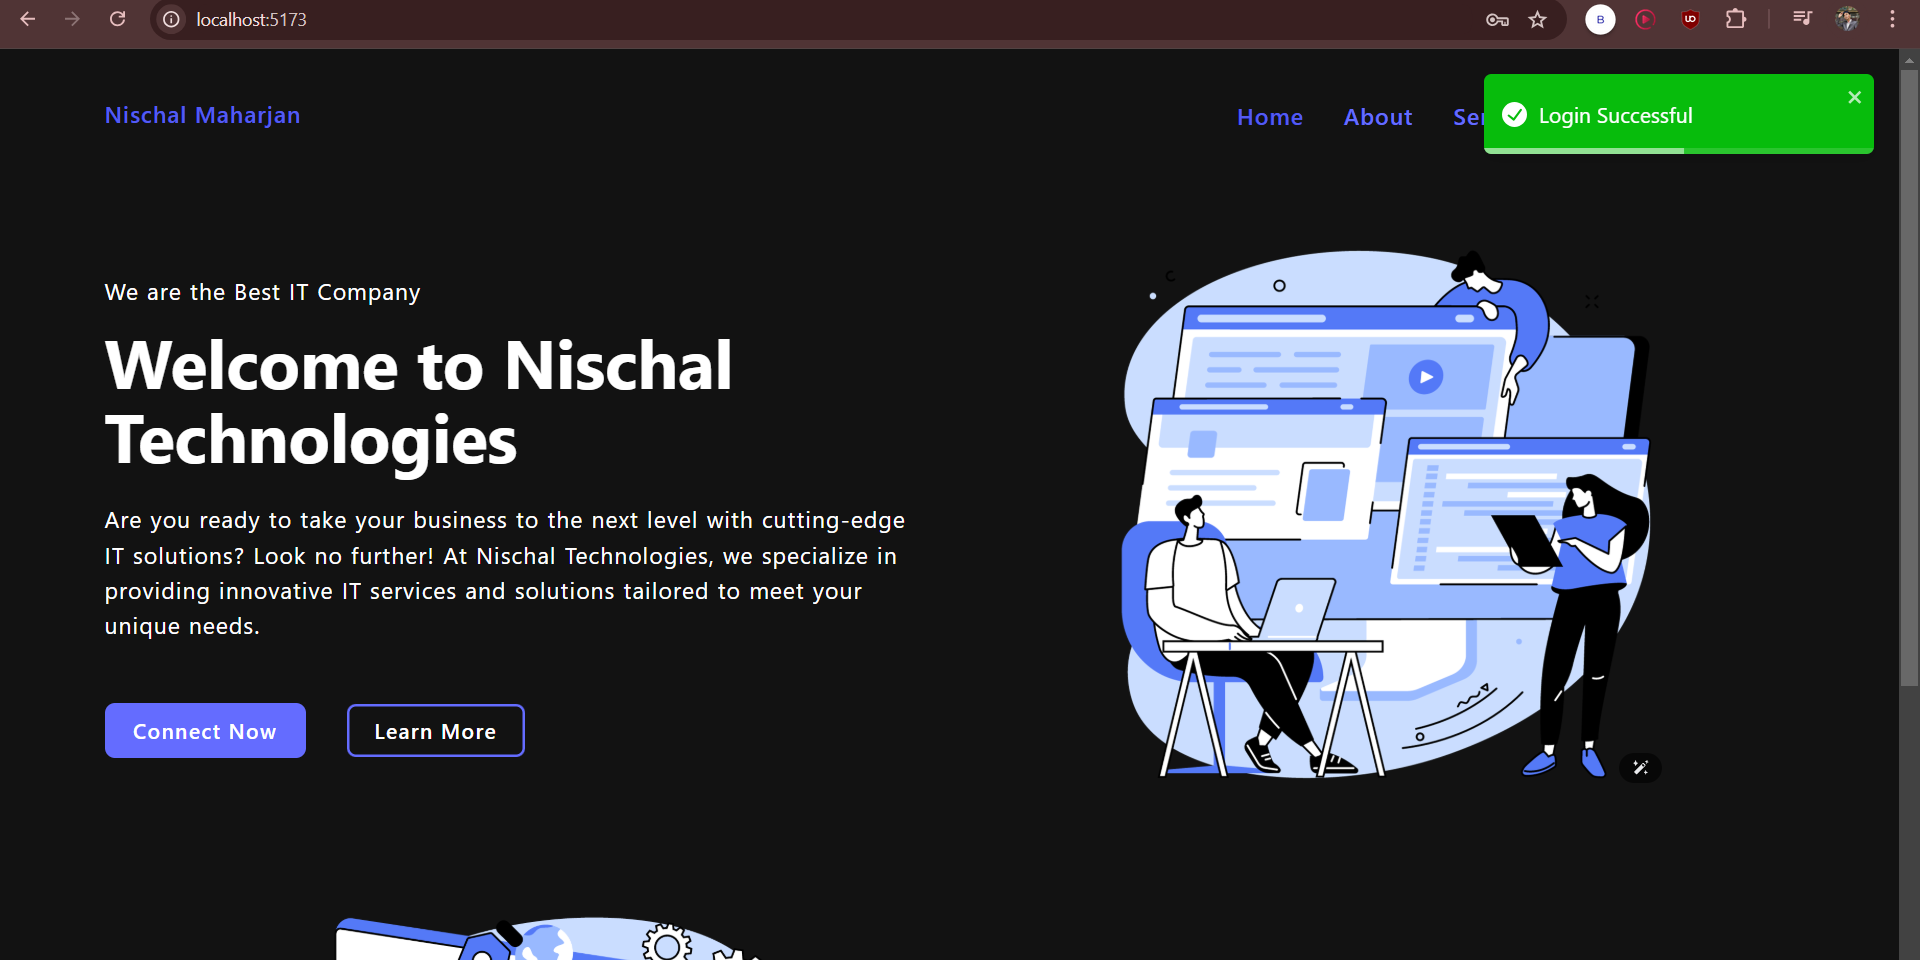 localhost:5173
B
Nischal Maharjan
Home
About
Ser
Login Successful
We are the Best IT Company
Welcome to Nischal
Technologies
Are you ready to take your business to the next level with cutting-edge
IT solutions? Look no further! At Nischal Technologies, we specialize in
providing innovative IT services and solutions tailored to meet your
unique needs.
Connect Now
Learn More